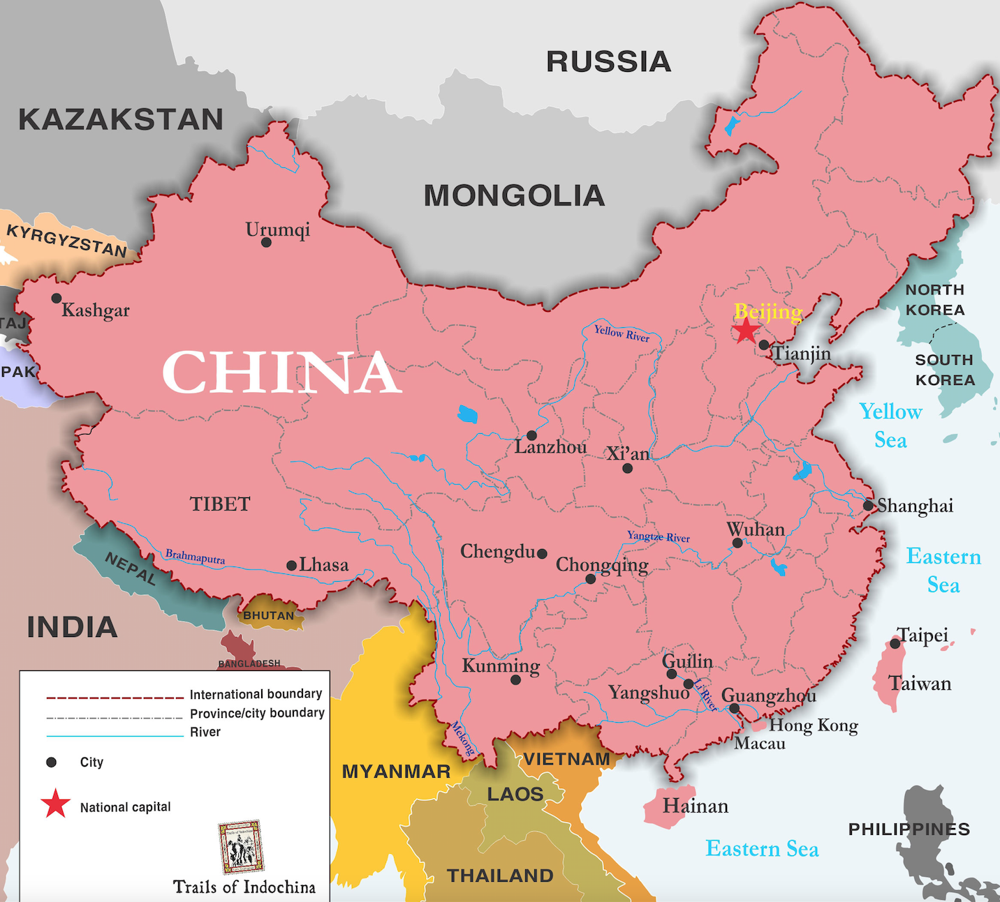 RUSSIA
KAZAKSTAN
MONGOLIA
Urumqi
KYRGYZSTAN
Kashgar
TAJ
PAK
CHINA
Yellow River
Beijing
Tianjin
NORTH
KOREA
SOUTH
KOREA
Yellow
Sea
Lanzhou
Xi'an
TIBET
Shanghai
Wuhan
Yangtze River
Chengdu
Chongqing
Eastern
Sea
Brahmaputra
Lhasa
NEPAL
BHUTAN
INDIA
BANGLADESH
Taipei
Taiwan
Kunming
Guilin
Yangshuo
Li River
Guangzhou
Hong Kong
Macau
Mekong
MYANMAR
VIETNAM
LAOS
Hainan
THAILAND
Eastern Sea
PHILIPPINES
International boundary
Province/city boundary
River
City
National capital
Trails of Indochina
Trails of Indochina